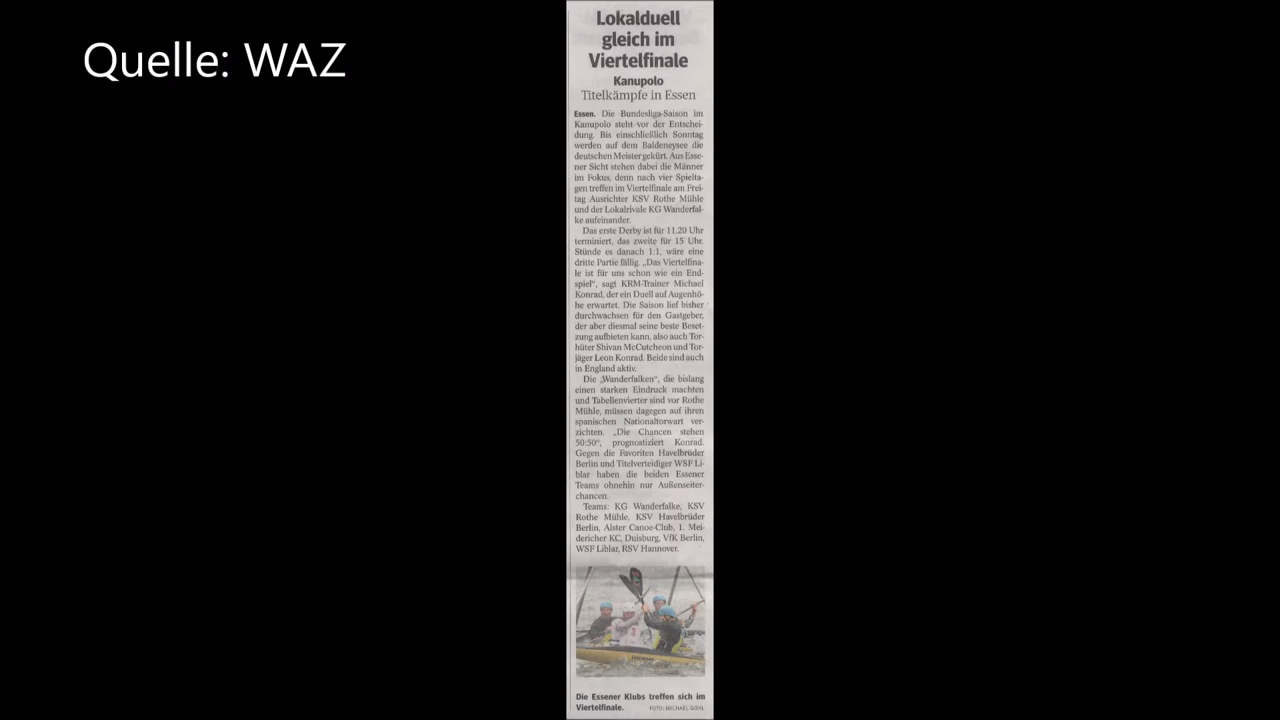 Quelle: WAZ
Lokalduell
gleich im
Viertelfinale
Kanupolo
Titelkämpfe in Essen
Essen. Die Bundesliga-Saison im
Kanupolo steht vor der Entschei-
dung. Bis einschließlich Sonntag
werden auf dem Baldeneysee die
deutschen Meister gekürt. Aus Esse-
ner Sicht stehen dabei die Männer
im Fokus, denn nach vier Spielta-
gen treffen im Viertelfinale am Frei-
tag Ausrichter KSV Rothe Mühle
und der Lokalrivale KG Wanderfal-
ke aufeinander.
Das erste Derby ist für 11.20 Uhr
terminiert, das zweite für 15 Uhr.
Stünde es danach 1:1, wäre eine
dritte Partie fällig. „Das Viertelfina-
le ist für uns schon wie ein End-
spiel“, sagt KRM-Trainer Michael
Konrad, der ein Duell auf Augenhö-
he erwartet. Die Saison lief bisher
durchwachsen für den Gastgeber,
der aber diesmal seine beste Beset-
zung aufbieten kann, also auch Tor-
hüter Shivan McCutcheon und Tor-
jäger Leon Konrad. Beide sind auch
in England aktiv.
Die „Wanderfalken“, die bislang
einen starken Eindruck machten
und Tabellenvierter sind vor Rothe
Mühle, müssen dagegen auf ihren
spanischen Nationaltorwart ver-
zichten. „Die Chancen stehen
50:50“, prognostiziert Konrad.
Gegen die Favoriten Havelbrüder
Berlin und Titelverteidiger WSF Li-
blar haben die beiden Essener
Teams ohnehin nur Außenseiter-
chancen.
Teams: KG Wanderfalke, KSV
Rothe Mühle, KSV Havelbrüder
Berlin, Alster Canoe-Club, 1. Mei-
dericher KC, Duisburg, VfK Berlin,
WSF Liblar, RSV Hannover.
Die Essener Klubs treffen sich im
Viertelfinale. FOTO: MICHAEL GOHL